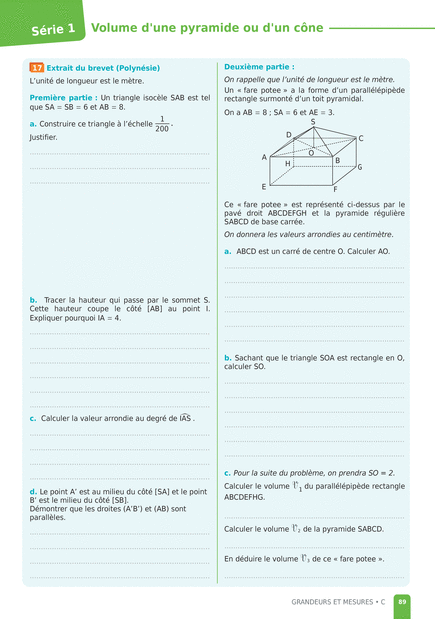 Série 1
Volume d'une pyramide ou d'un cône
17 Extrait du brevet (Polynésie)
L'unité de longueur est le mètre.
Première partie : Un triangle isocèle SAB est tel
que SA = SB = 6 et AB = 8.
a. Construire ce triangle à l'échelle 1/200.
Justifier.
b. Tracer la hauteur qui passe par le sommet S.
Cette hauteur coupe le côté [AB] au point I.
Expliquer pourquoi IA = 4.
c. Calculer la valeur arrondie au degré de IAS .
d. Le point A' est au milieu du côté [SA] et le point
B' est le milieu du côté [SB].
Démontrer que les droites (A'B') et (AB) sont
parallèles.
Deuxième partie :
On rappelle que l'unité de longueur est le mètre.
Un « fare potee » a la forme d'un parallélépipède
rectangle surmonté d'un toit pyramidal.
On a AB = 8 ; SA = 6 et AE = 3.
S
D
C
O
A
B
H
G
E
F
Ce « fare potee » est représenté ci-dessus par le
pavé droit ABCDEFGH et la pyramide régulière
SABCD de base carrée.
On donnera les valeurs arrondies au centimètre.
a. ABCD est un carré de centre O. Calculer AO.
b. Sachant que le triangle SOA est rectangle en O,
calculer SO.
c. Pour la suite du problème, on prendra SO = 2.
Calculer le volume 𝒱1 du parallélépipède rectangle
ABCDEFHG.
Calculer le volume 𝒱2 de la pyramide SABCD.
En déduire le volume 𝒱3 de ce « fare potee ».
GRANDEURS ET MESURES • C 89